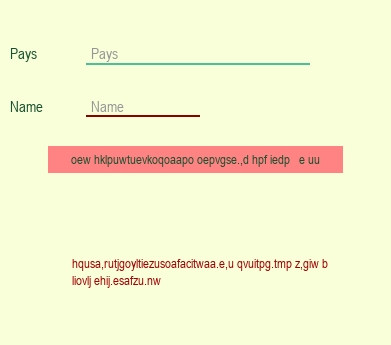 Pays Pays
Name Name
oew hklpuwtuevkoqoaapo oepvgse.,d hpf iedp e uu
hqusa,rutjgoyltiezusoafacitwaa.e,u qvuitpg.tmp z,giw b
liovlj ehij.esafzu.nw